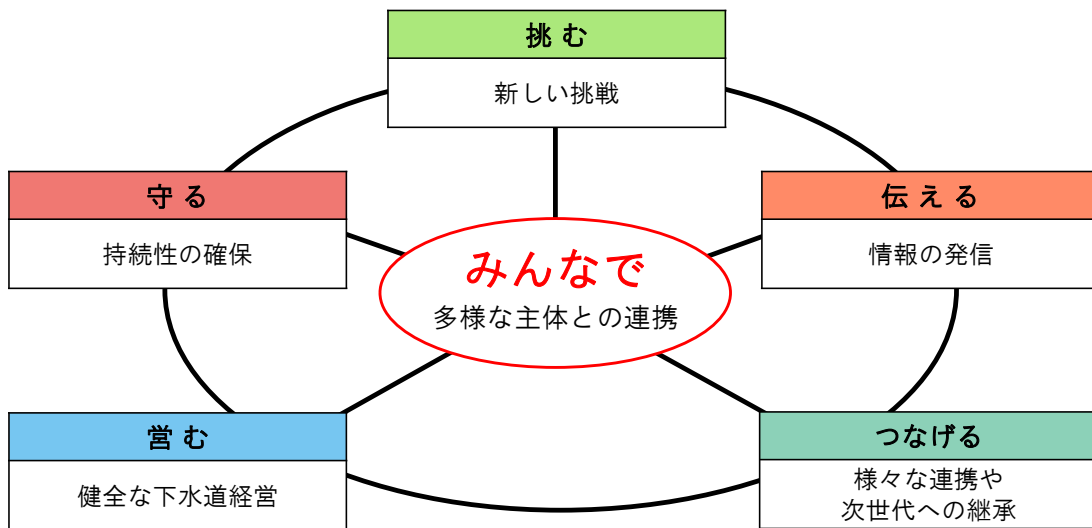 挑む
新しい挑戦
守る
持続性の確保
伝える
情報の発信
みんなで
多様な主体との連携
営む
健全な下水道経営
つなげる
様々な連携や
次世代への継承